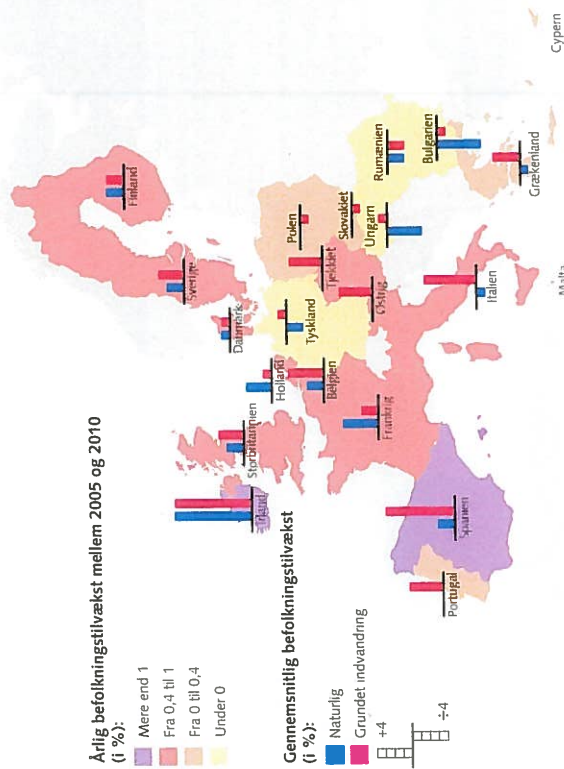 Årlig befolkningstilvækst mellem 2005 og 2010
(i %):
Mere end 1
Fra 0,4 til 1
Fra 0 til 0,4
Under 0
Gennemsnitlig befolkningstilvækst
(i %):
Naturlig
Grundet indvandring
+4
÷4
Finland
Sverige
Danmark
Storbritannien
Irland
Holland
Belgien
Tyskland
Polen
Tjekkiet
Slovakiet
Østrig
Ungarn
Rumænien
Bulgarien
Frankrig
Spanien
Portugal
Italien
Grækenland
Malta
Cypern